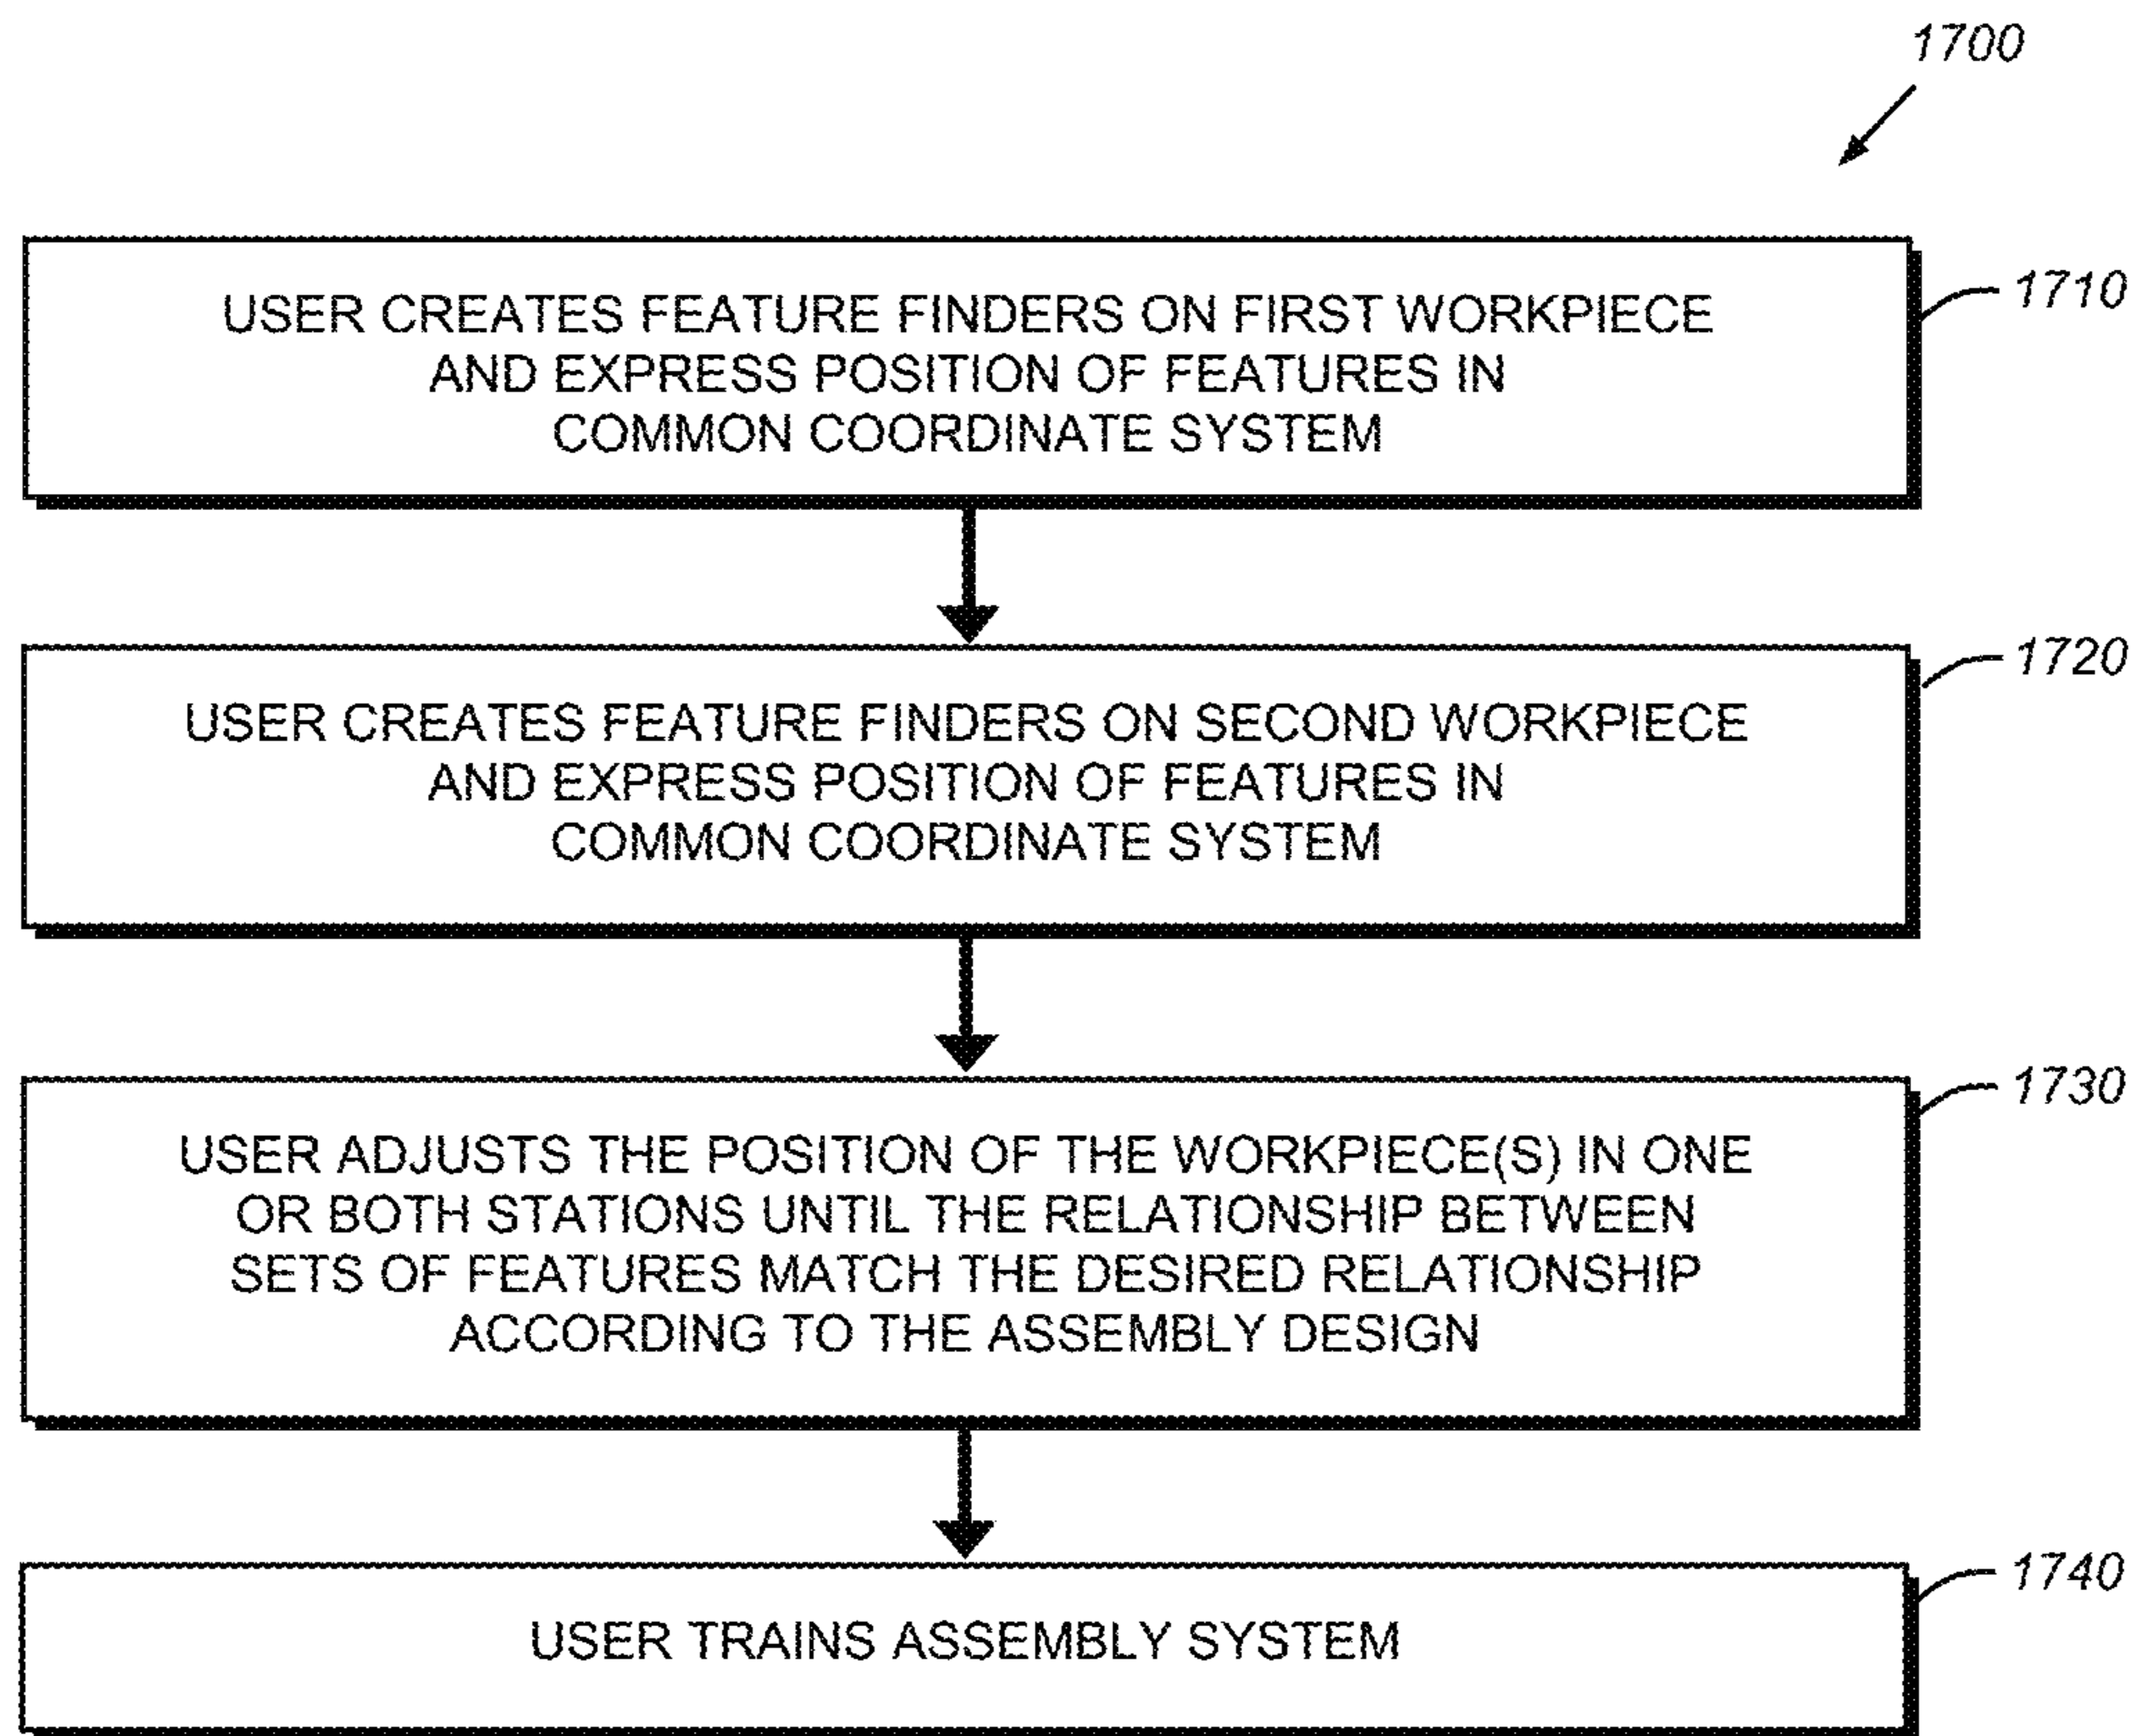 1700
USER CREATES FEATURE FINDERS ON FIRST WORKPIECE
AND EXPRESS POSITION OF FEATURES IN
COMMON COORDINATE SYSTEM
1710
USER CREATES FEATURE FINDERS ON SECOND WORKPIECE
AND EXPRESS POSITION OF FEATURES IN
COMMON COORDINATE SYSTEM
1720
USER ADJUSTS THE POSITION OF THE WORKPIECE(S) IN ONE
OR BOTH STATIONS UNTIL THE RELATIONSHIP BETWEEN
SETS OF FEATURES MATCH THE DESIRED RELATIONSHIP
ACCORDING TO THE ASSEMBLY DESIGN
1730
USER TRAINS ASSEMBLY SYSTEM
1740